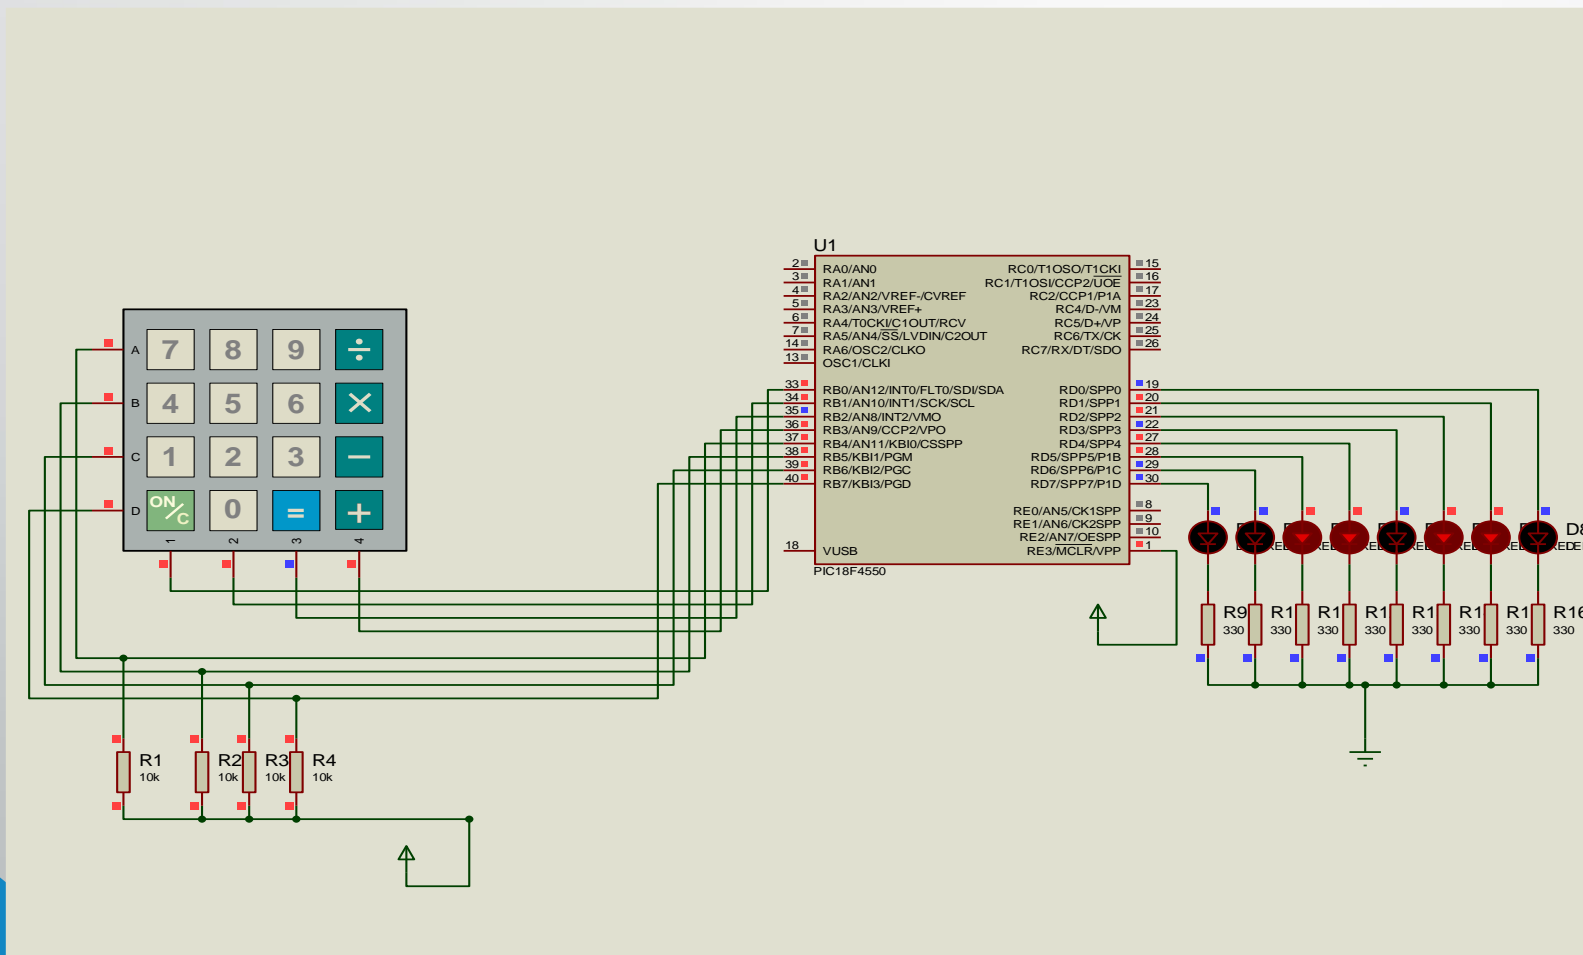 U1
2 RA0/AN0 RC0/T1OSO/T1CKI 15
3 RA1/AN1 RC1/T1OSI/CCP2/UOE 16
4 RA2/AN2/VREF-/CVREF RC2/CCP1/P1A 17
5 RA3/AN3/VREF+ RC4/D-/VM 23
6 RA4/T0CKI/C1OUT/RCV RC5/D+/VP 24
7 RA5/AN4/SS/LVDIN/C2OUT RC6/TX/CK 25
14 RA6/OSC2/CLKO RC7/RX/DT/SDO 26
13 OSC1/CLKI
33 RB0/AN12/INT0/FLT0/SDI/SDA RD0/SPP0 19
34 RB1/AN10/INT1/SCK/SCL RD1/SPP1 20
35 RB2/AN8/INT2/VMO RD2/SPP2 21
36 RB3/AN9/CCP2/VPO RD3/SPP3 22
37 RB4/AN11/KBI0/CSSPP RD4/SPP4 27
38 RB5/KBI1/PGM RD5/SPP5/P1B 28
39 RB6/KBI2/PGC RD6/SPP6/P1C 29
40 RB7/KBI3/PGD RD7/SPP7/P1D 30
RE0/AN5/CK1SPP 8
RE1/AN6/CK2SPP 9
RE2/AN7/OESPP 10
18 VUSB RE3/MCLR/VPP 1
PIC18F4550
A 7 8 9 ÷
B 4 5 6 ×
C 1 2 3 −
D ON/C 0 = +
1 2 3 4
D8
R9 R1 R1 R1 R1 R1 R1 R16
330 330 330 330 330 330 330 330
R1 R2 R3 R4
10k 10k 10k 10k